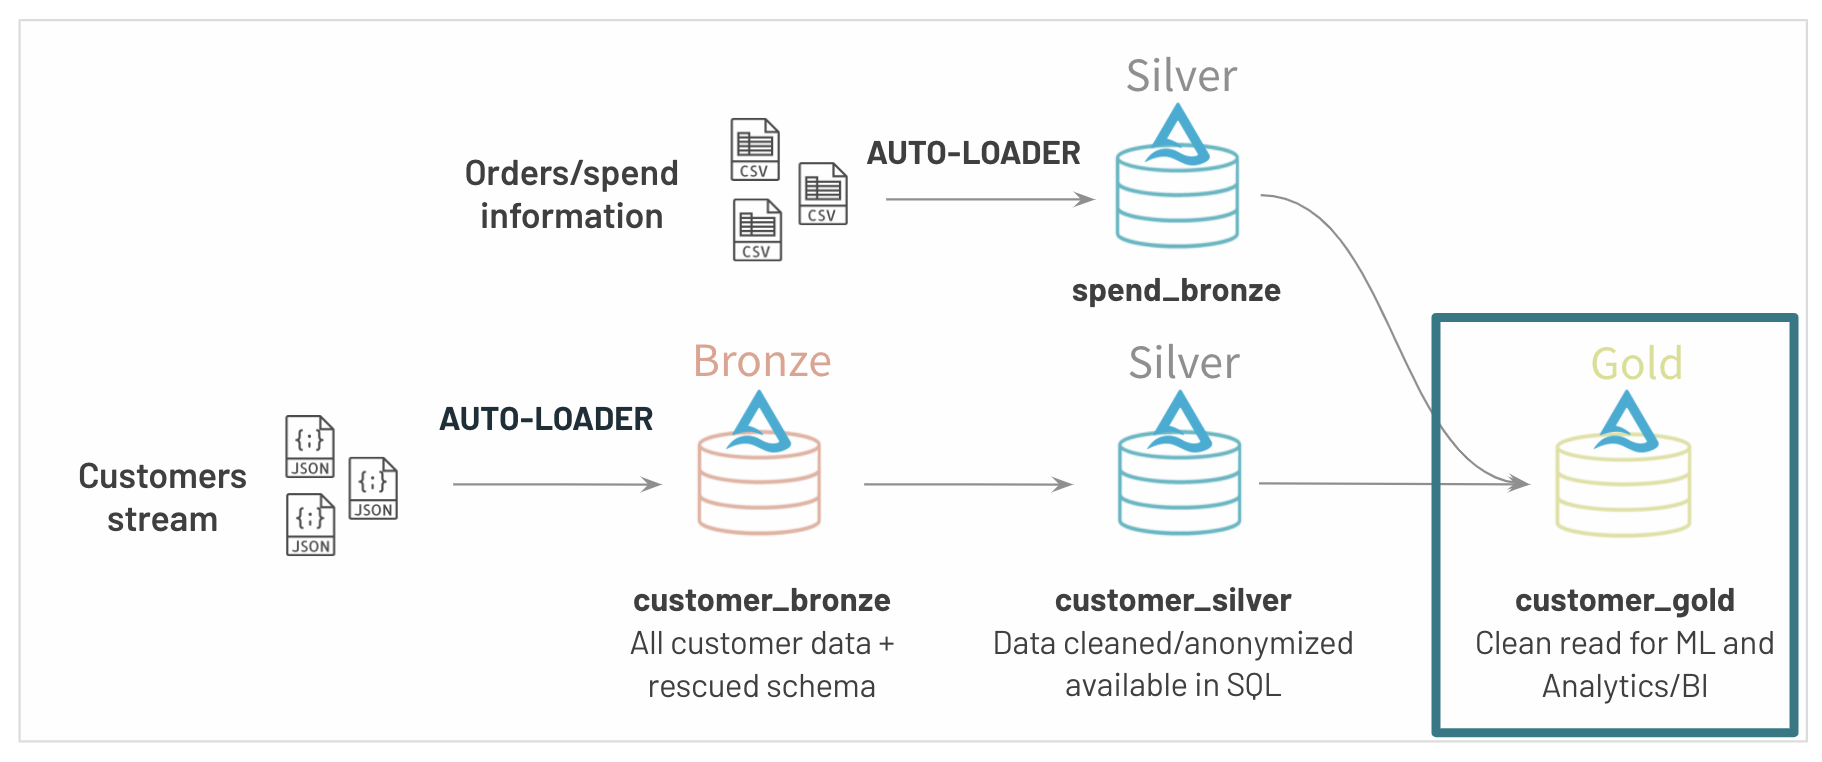 Silver
Orders/spend
information
CSV
CSV
CSV
AUTO-LOADER
spend_bronze
Customers
stream
JSON
JSON
JSON
AUTO-LOADER
Bronze
customer_bronze
All customer data +
rescued schema
Silver
customer_silver
Data cleaned/anonymized
available in SQL
Gold
customer_gold
Clean read for ML and
Analytics/BI